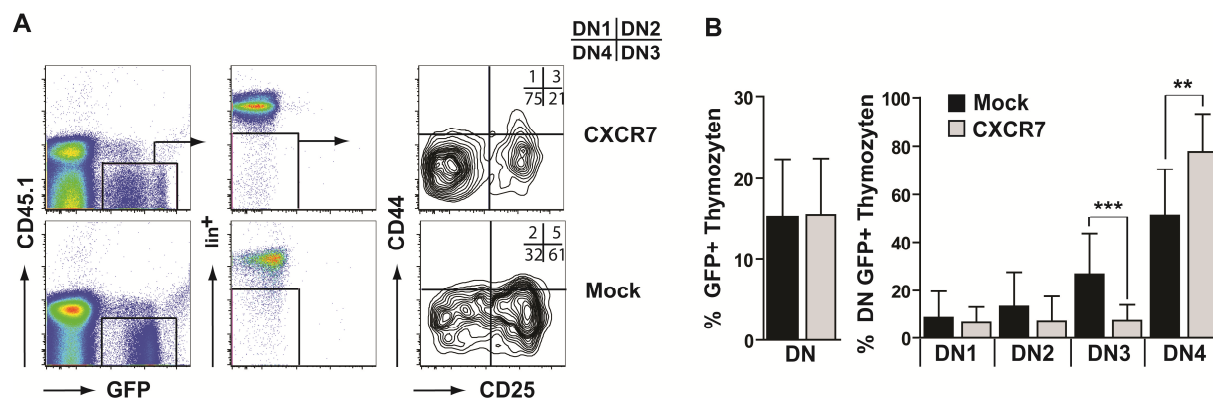 A
DN1 DN2
DN4 DN3
1 3
75 21
CXCR7
2 5
32 61
Mock
CD45.1
GFP
lin+
CD44
CD25
B
% GFP+ Thymozyten
30
20
10
0
DN
% DN GFP+ Thymozyten
100
80
60
40
20
0
Mock
CXCR7
***
**
DN1 DN2 DN3 DN4